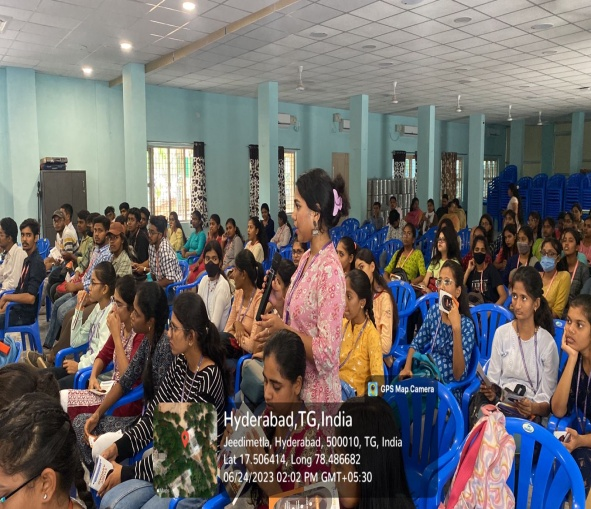 GPS Map Camera
Hyderabad,TG,India
Jeedimetla, Hyderabad, 500010, TG, India
Lat 17.506414, Long 78.486682
06/24/2023 02:02 PM GMT+05:30